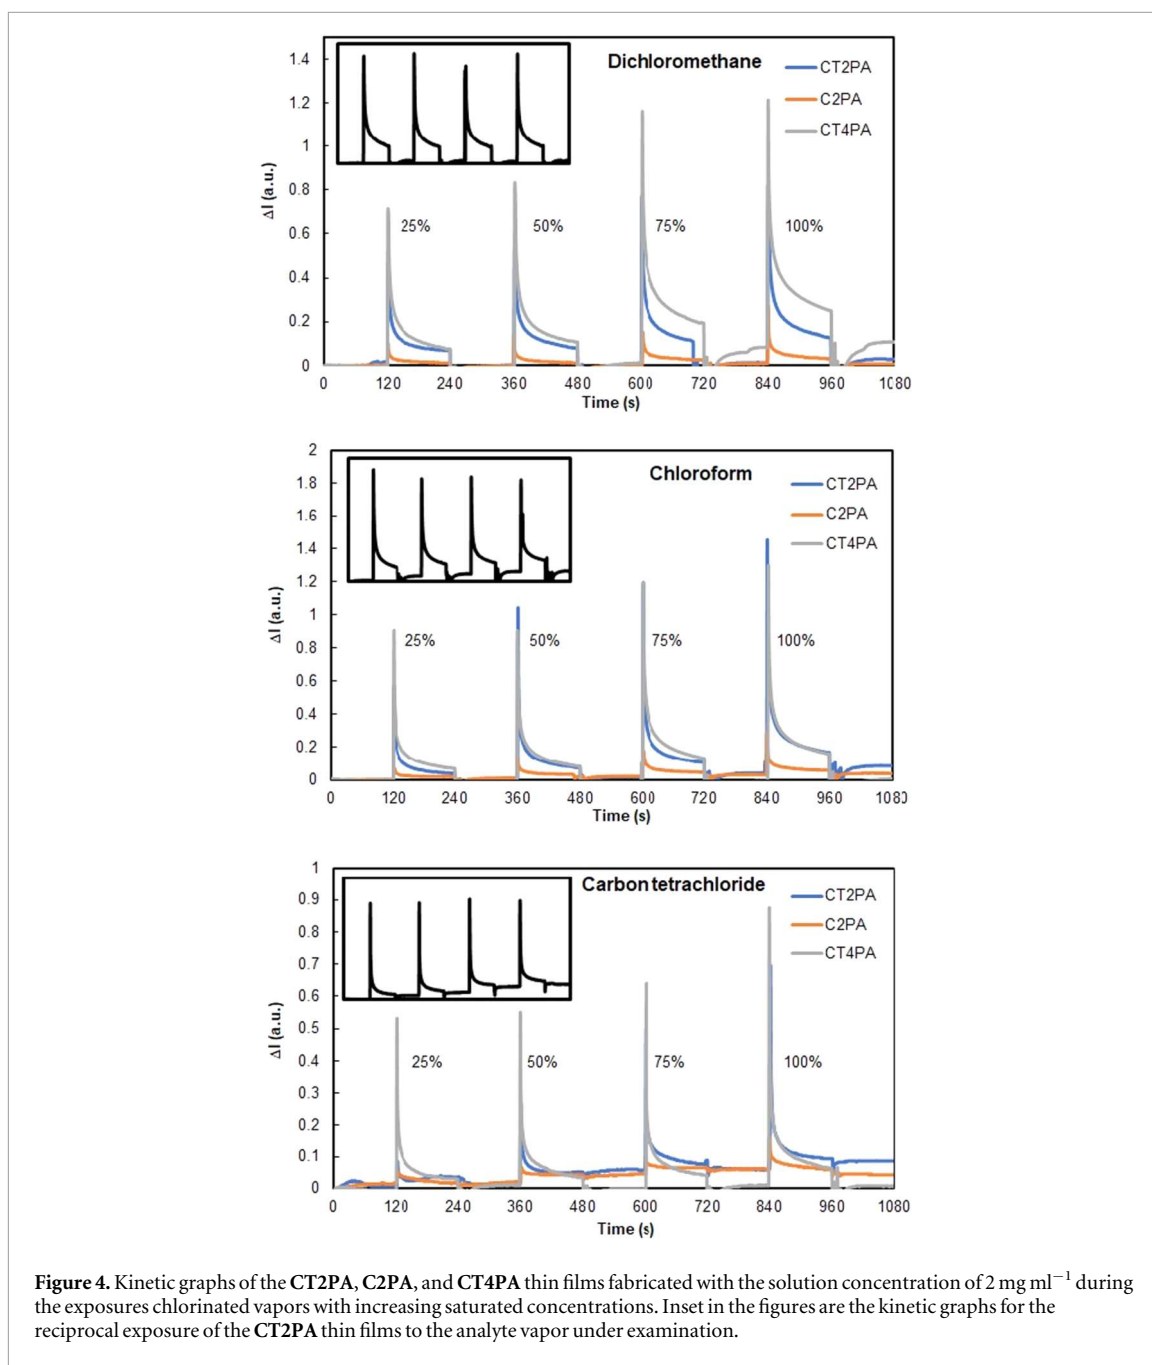 Dichloromethane
CT2PA
C2PA
CT4PA
1.4
1.2
1
0.8
0.6
0.4
0.2
0
ΔI (a.u.)
25%
50%
75%
100%
0 120 240 360 480 600 720 840 960 1080
Time (s)
Chloroform
CT2PA
C2PA
CT4PA
2
1.8
1.6
1.4
1.2
1
0.8
0.6
0.4
0.2
0
ΔI (a.u.)
25%
50%
75%
100%
0 120 240 360 480 600 720 840 960 1080
Time (s)
Carbon tetrachloride
CT2PA
C2PA
CT4PA
1
0.9
0.8
0.7
0.6
0.5
0.4
0.3
0.2
0.1
0
ΔI (a.u.)
25%
50%
75%
100%
0 120 240 360 480 600 720 840 960 1080
Time (s)
Figure 4. Kinetic graphs of the CT2PA, C2PA, and CT4PA thin films fabricated with the solution concentration of 2 mg ml⁻¹ during
the exposures chlorinated vapors with increasing saturated concentrations. Inset in the figures are the kinetic graphs for the
reciprocal exposure of the CT2PA thin films to the analyte vapor under examination.